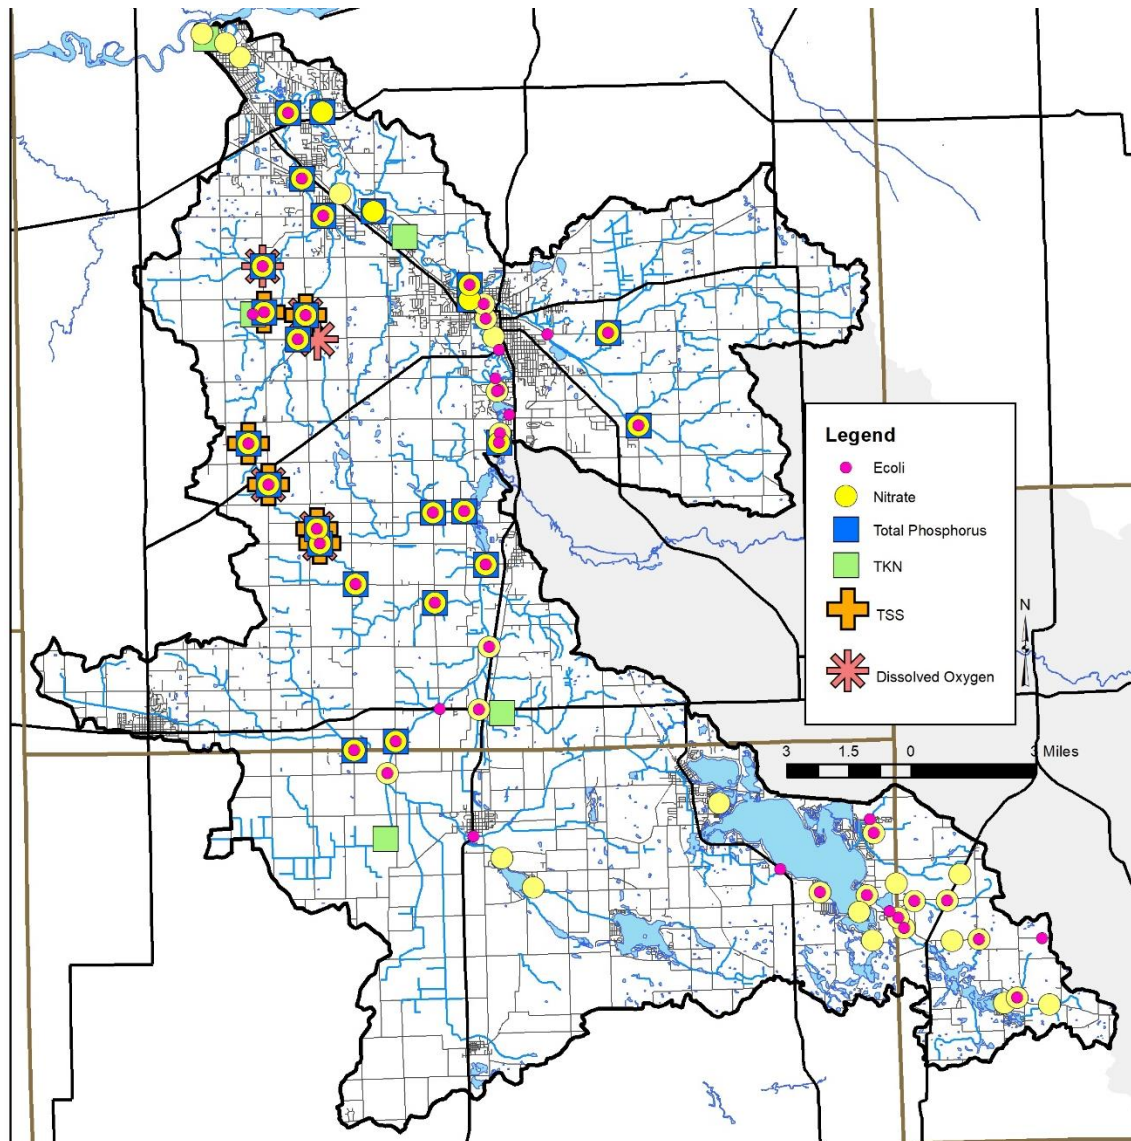 Legend
Ecoli
Nitrate
Total Phosphorus
TKN
TSS
Dissolved Oxygen
N
3 1.5 0 3 Miles